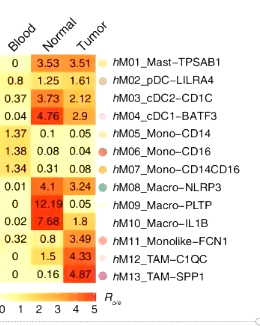 Blood Normal Tumor
0 3.53 3.51 hM01_Mast−TPSAB1
0.8 1.25 1.61 hM02_pDC−LILRA4
0.37 3.73 2.12 hM03_cDC2−CD1C
0.04 4.76 2.9 hM04_cDC1−BATF3
1.37 0.1 0.05 hM05_Mono−CD14
1.38 0.08 0.04 hM06_Mono−CD16
1.34 0.31 0.08 hM07_Mono−CD14CD16
0.01 4.1 3.24 hM08_Macro−NLRP3
0 12.19 0.05 hM09_Macro−PLTP
0.02 7.68 1.8 hM10_Macro−IL1B
0.32 0.8 3.49 hM11_Monolike−FCN1
0 1.5 4.33 hM12_TAM−C1QC
0 0.16 4.87 hM13_TAM−SPP1
0 1 2 3 4 5 Ro/e